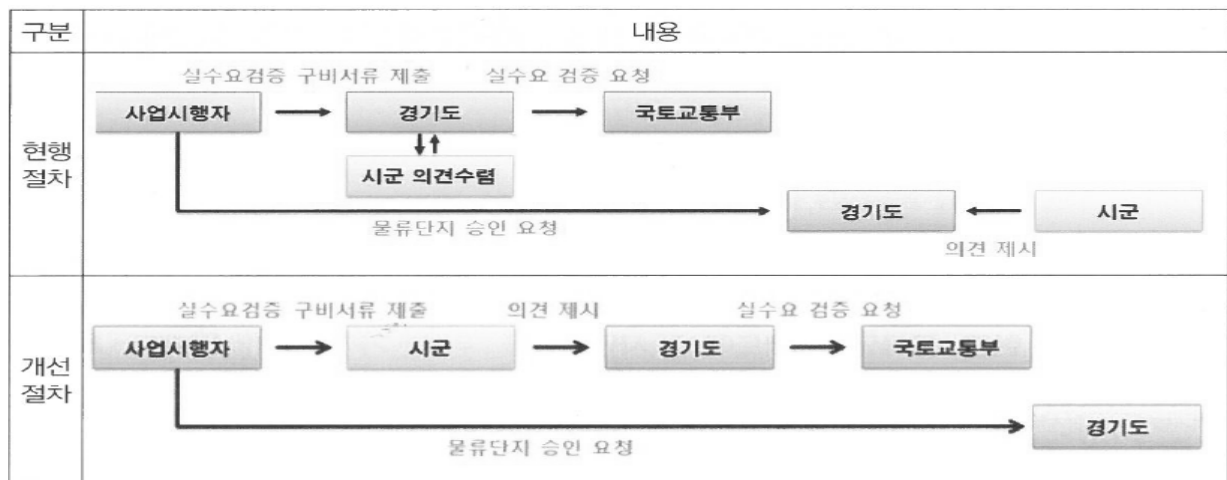 구분 내용
실수요검증 구비서류 제출 실수요 검증 요청
사업시행자 경기도 국토교통부
현행
절차
시군 의견수렴
경기도 시군
물류단지 승인 요청
의견 제시
실수요검증 구비서류 제출 의견 제시 실수요 검증 요청
사업시행자 시군 경기도 국토교통부
개선
절차
경기도
물류단지 승인 요청